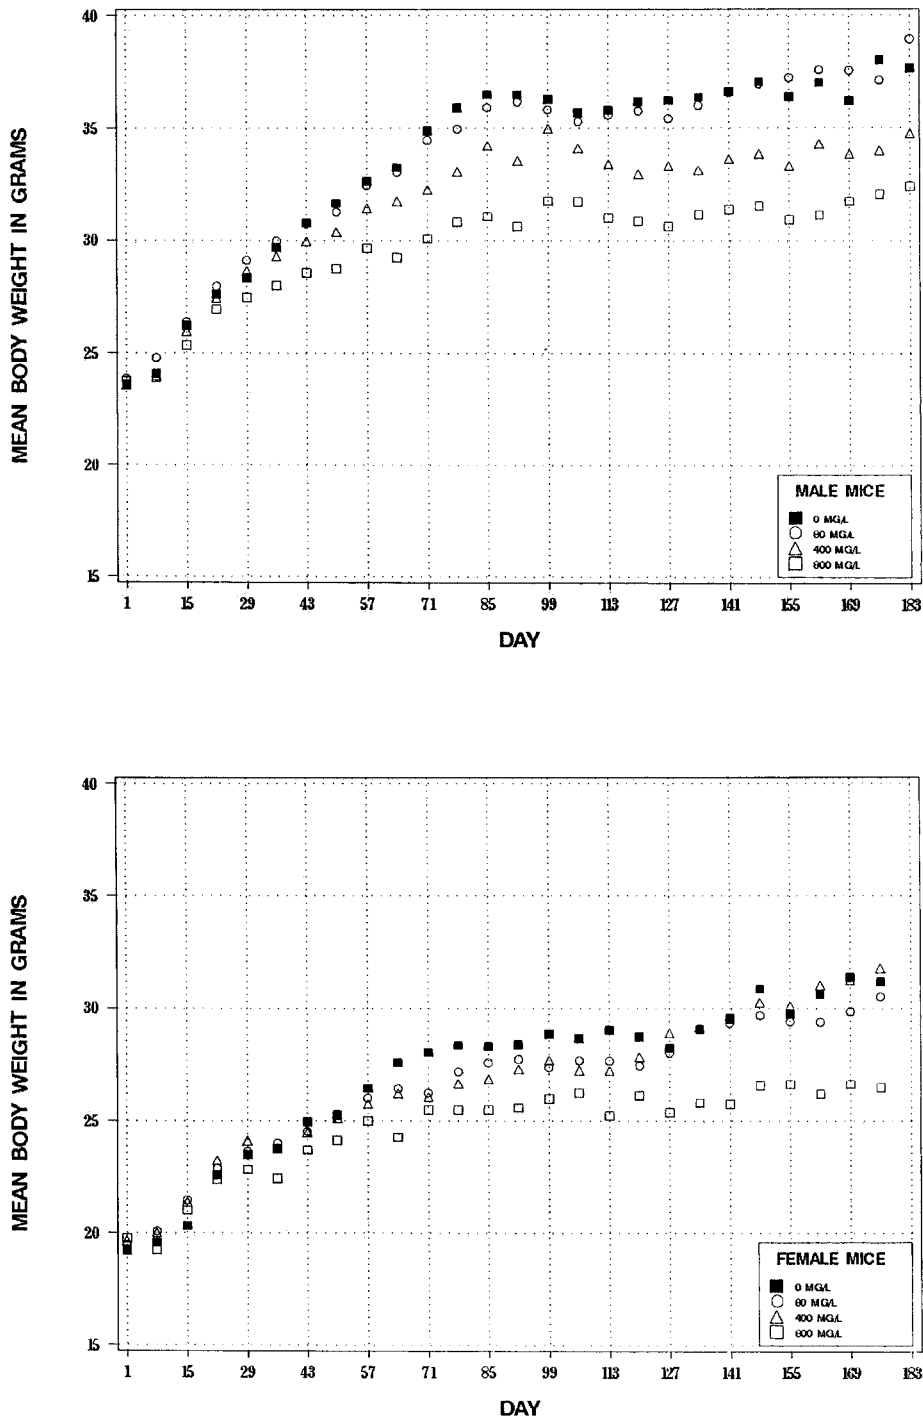 40
35
30
25
20
15
MEAN BODY WEIGHT IN GRAMS
MALE MICE
0 MG/L
80 MG/L
400 MG/L
800 MG/L
1 15 29 43 57 71 85 99 113 127 141 155 169 183
DAY
40
35
30
25
20
15
MEAN BODY WEIGHT IN GRAMS
FEMALE MICE
0 MG/L
80 MG/L
400 MG/L
800 MG/L
1 15 29 43 57 71 85 99 113 127 141 155 169 183
DAY